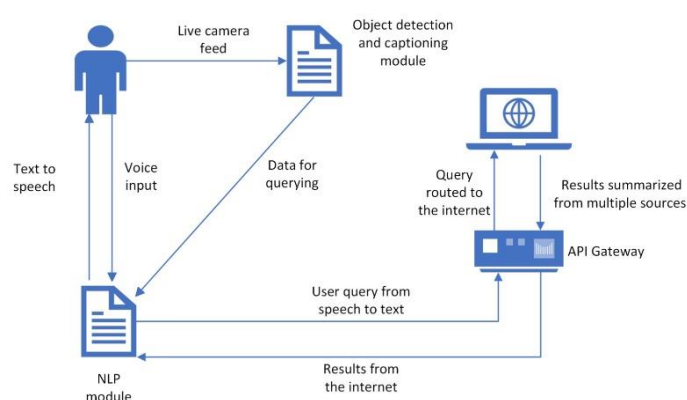 Live camera
feed
Object detection
and captioning
module
Text to
speech
Voice
input
Data for
querying
Query
routed to
the internet
Results summarized
from multiple sources
API Gateway
User query from
speech to text
Results from
the internet
NLP
module